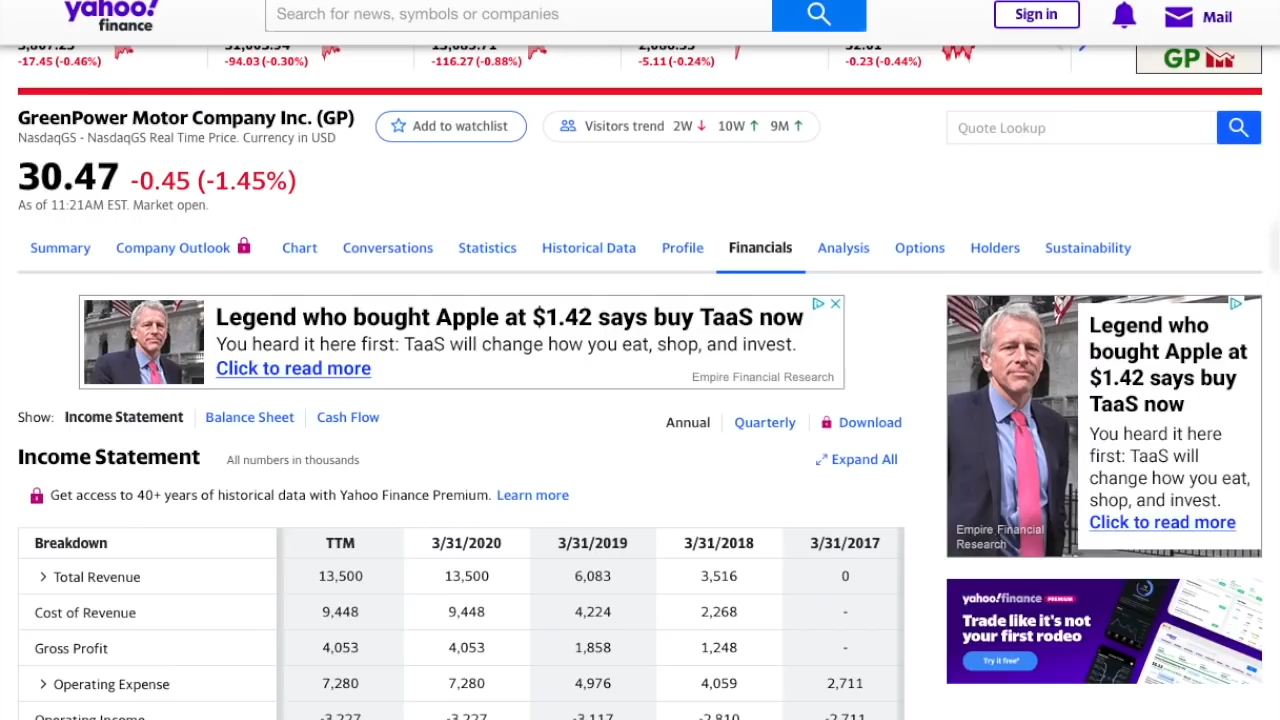 yahoo!
finance
Search for news, symbols or companies
Sign in
Mail
-17.45 (-0.46%)
-94.03 (-0.30%)
-116.27 (-0.88%)
-5.11 (-0.24%)
-0.23 (-0.44%)
GP
GreenPower Motor Company Inc. (GP)
NasdaqGS - NasdaqGS Real Time Price. Currency in USD
Add to watchlist
Visitors trend 2W 10W 9M
Quote Lookup
30.47 -0.45 (-1.45%)
As of 11:21AM EST. Market open.
Summary Company Outlook Chart Conversations Statistics Historical Data Profile Financials Analysis Options Holders Sustainability
Legend who bought Apple at $1.42 says buy TaaS now
You heard it here first: TaaS will change how you eat, shop, and invest.
Click to read more
Empire Financial Research
Legend who
bought Apple at
$1.42 says buy
TaaS now
You heard it here
first: TaaS will
change how you eat,
shop, and invest.
Click to read more
Empire Financial
Research
Show: Income Statement Balance Sheet Cash Flow
Annual Quarterly Download
Income Statement All numbers in thousands
Expand All
Get access to 40+ years of historical data with Yahoo Finance Premium. Learn more
Breakdown TTM 3/31/2020 3/31/2019 3/31/2018 3/31/2017
Total Revenue 13,500 13,500 6,083 3,516 0
Cost of Revenue 9,448 9,448 4,224 2,268 -
Gross Profit 4,053 4,053 1,858 1,248 -
Operating Expense 7,280 7,280 4,976 4,059 2,711
Operating Income -3,227 -3,227 -3,117 -2,810 -2,711
yahoo!finance PREMIUM
Trade like it's not
your first rodeo
Try it free*